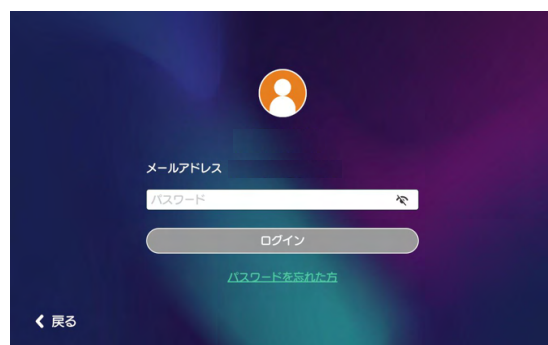 メールアドレス
パスワード
ログイン
パスワードを忘れた方
戻る